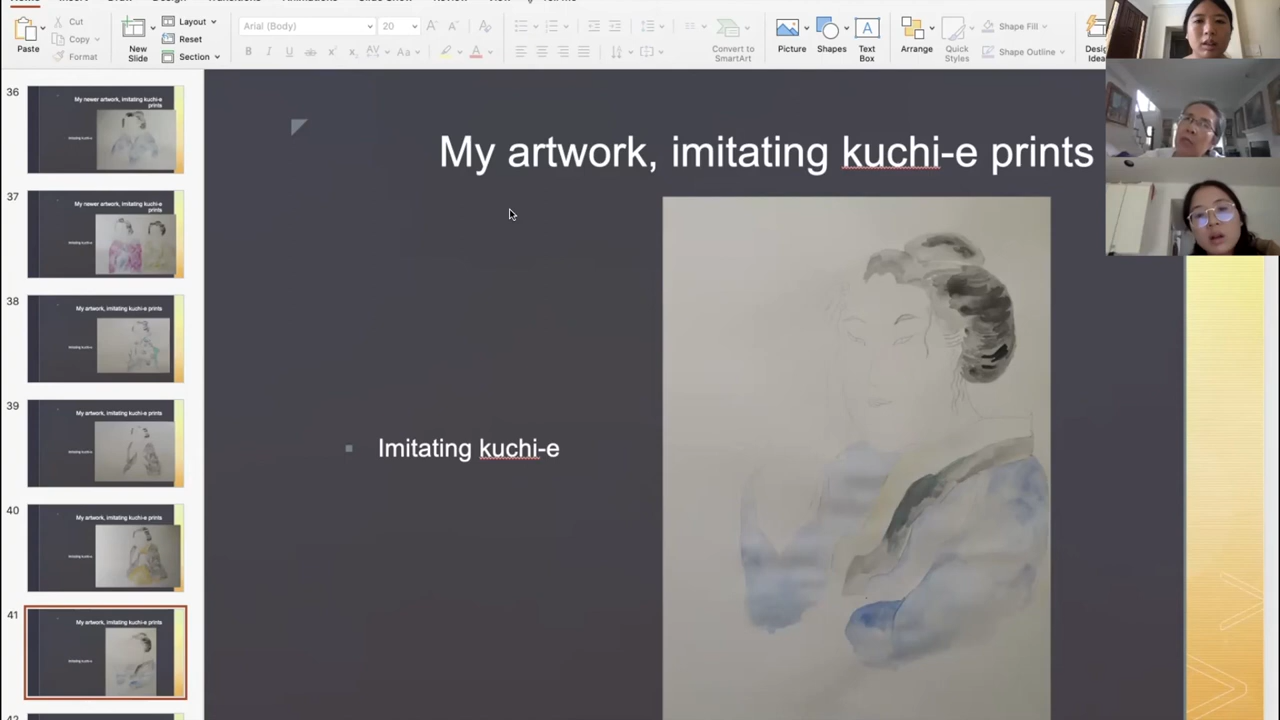 Cut
Copy
Format
Paste
New
Slide
Layout
Reset
Section
Arial (Body)
20
B I U
Convert to
SmartArt
Picture
Shapes
Text
Box
Arrange
Quick
Styles
Shape Fill
Shape Outline
36
My newer artwork, imitating kuchi-e
prints
37
My newer artwork, imitating kuchi-e
prints
38
My artwork, imitating kuchi-e prints
39
My artwork, imitating kuchi-e prints
40
My artwork, imitating kuchi-e prints
41
My artwork, imitating kuchi-e prints
My artwork, imitating kuchi-e prints
Imitating kuchi-e